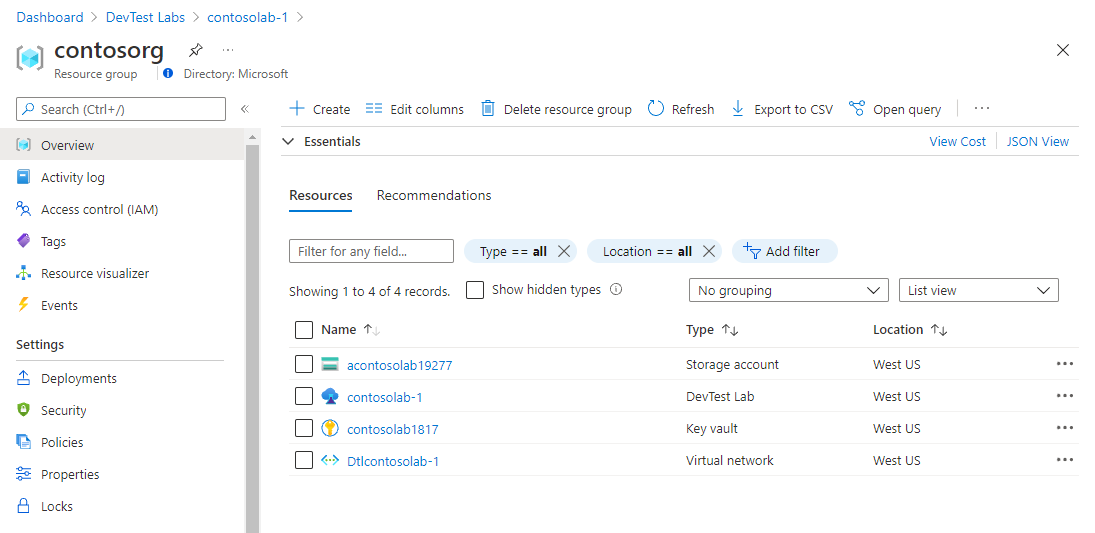 Dashboard > DevTest Labs > contosolab-1 >
contosorg
Resource group
Directory: Microsoft
Search (Ctrl+/)
Overview
Activity log
Access control (IAM)
Tags
Resource visualizer
Events
Settings
Deployments
Security
Policies
Properties
Locks
Create
Edit columns
Delete resource group
Refresh
Export to CSV
Open query
Essentials
View Cost
JSON View
Resources
Recommendations
Filter for any field...
Type == all
Location == all
Add filter
Showing 1 to 4 of 4 records.
Show hidden types
No grouping
List view
Name Type Location
acontosolab19277 Storage account West US
contosolab-1 DevTest Lab West US
contosolab1817 Key vault West US
Dtlcontosolab-1 Virtual network West US